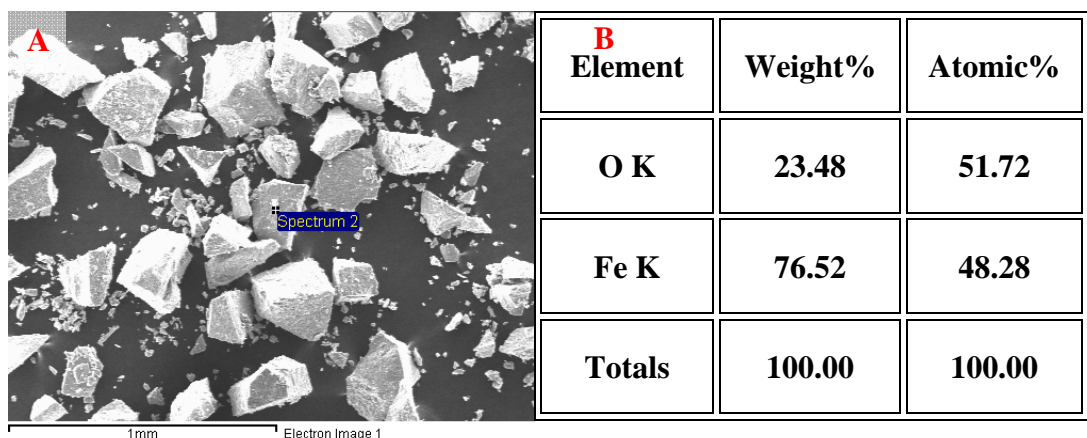 A
Spectrum 2
1mm Electron Image 1
B
Element Weight% Atomic%
O K 23.48 51.72
Fe K 76.52 48.28
Totals 100.00 100.00